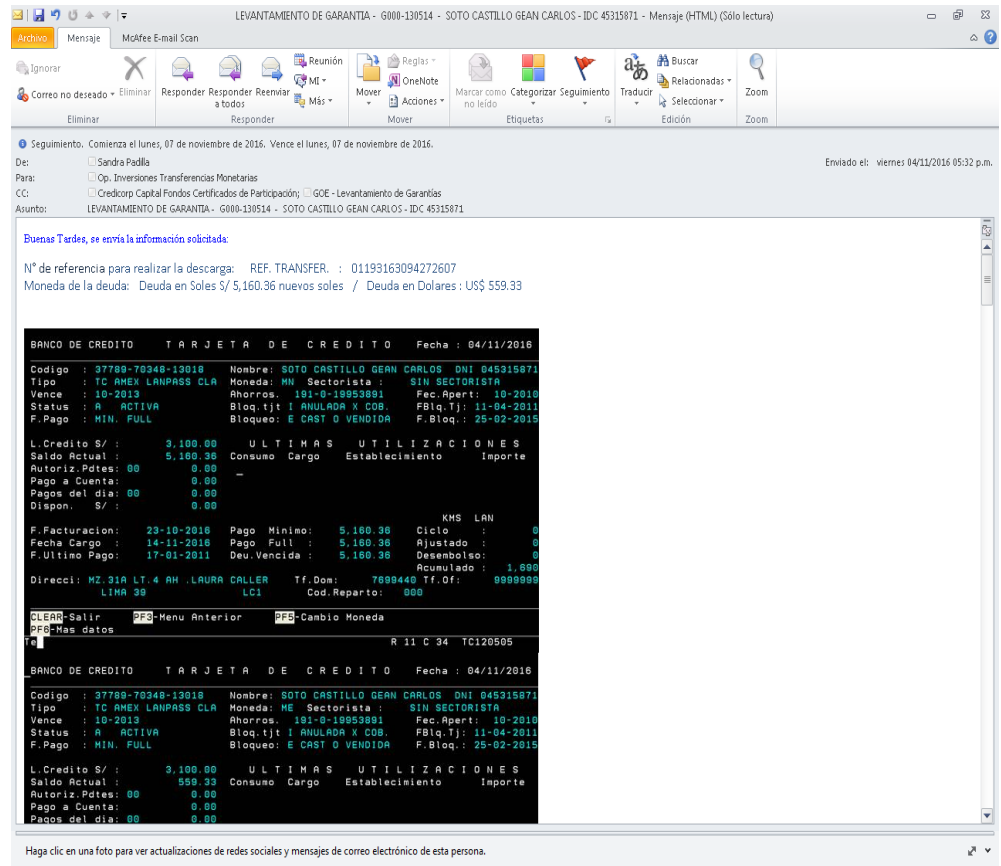 LEVANTAMIENTO DE GARANTIA - G000-130514 - SOTO CASTILLO GEAN CARLOS - IDC 45315871 - Mensaje (HTML) (Sólo lectura)
Archivo Mensaje McAfee E-mail Scan
Ignorar
Correo no deseado
Eliminar
Responder
Responder a todos
Reenviar
Reunión
MI
Más
Mover
Reglas
OneNote
Acciones
Marcar como no leído
Categorizar
Seguimiento
Traducir
Buscar
Relacionadas
Seleccionar
Zoom
Eliminar Responder Mover Etiquetas Edición Zoom
Seguimiento. Comienza el lunes, 07 de noviembre de 2016. Vence el lunes, 07 de noviembre de 2016.
De: Sandra Padilla Enviado el: viernes 04/11/2016 05:32 p.m.
Para: Op. Inversiones Transferencias Monetarias
CC: Credicorp Capital Fondos Certificados de Participación; GOE - Levantamiento de Garantías
Asunto: LEVANTAMIENTO DE GARANTIA - G000-130514 - SOTO CASTILLO GEAN CARLOS - IDC 45315871
Buenas Tardes, se envía la información solicitada:
N° de referencia para realizar la descarga: REF. TRANSFER. : 01193163094272607
Moneda de la deuda: Deuda en Soles S/ 5,160.36 nuevos soles / Deuda en Dolares : US$ 559.33
BANCO DE CREDITO T A R J E T A D E C R E D I T O Fecha : 04/11/2016
Codigo : 37789-70348-13018 Nombre: SOTO CASTILLO GEAN CARLOS DNI 045315871
Tipo : TC AMEX LANPASS CLA Moneda: MN Sectorista : SIN SECTORISTA
Vence : 10-2013 Ahorros. 191-0-19953891 Fec.Apert: 10-2010
Status : A ACTIVA Bloq.tjt I ANULADA X COB. FBlq.Tj: 11-04-2011
F.Pago : MIN. FULL Bloqueo: E CAST O VENDIDA F.Bloq.: 25-02-2015
L.Credito S/ : 3,100.00 U L T I M A S U T I L I Z A C I O N E S
Saldo Actual : 5,160.36 Consumo Cargo Establecimiento Importe
Autoriz.Pdtes: 00 0.00
Pago a Cuenta: 0.00
Pagos del dia: 00 0.00
Dispon. S/ : 0.00
KMS LAN
F.Facturacion: 23-10-2016 Pago Minimo: 5,160.36 Ciclo : 0
Fecha Cargo : 14-11-2016 Pago Full : 5,160.36 Ajustado : 0
F.Ultimo Pago: 17-01-2011 Deu.Vencida : 5,160.36 Desembolso: 0
Acumulado : 1,690
Direcci: MZ.31A LT.4 AH .LAURA CALLER Tf.Dom: 7699440 Tf.Of: 9999999
LIMA 39 LC1 Cod.Reparto: 000
CLEAR-Salir PF3-Menu Anterior PF5-Cambio Moneda
PF6-Mas datos
Te R 11 C 34 TC120505
BANCO DE CREDITO T A R J E T A D E C R E D I T O Fecha : 04/11/2016
Codigo : 37789-70348-13018 Nombre: SOTO CASTILLO GEAN CARLOS DNI 045315871
Tipo : TC AMEX LANPASS CLA Moneda: ME Sectorista : SIN SECTORISTA
Vence : 10-2013 Ahorros. 191-0-19953891 Fec.Apert: 10-2010
Status : A ACTIVA Bloq.tjt I ANULADA X COB. FBlq.Tj: 11-04-2011
F.Pago : MIN. FULL Bloqueo: E CAST O VENDIDA F.Bloq.: 25-02-2015
L.Credito S/ : 3,100.00 U L T I M A S U T I L I Z A C I O N E S
Saldo Actual : 559.33 Consumo Cargo Establecimiento Importe
Autoriz.Pdtes: 00 0.00
Pago a Cuenta: 0.00
Pagos del dia: 00 0.00
Haga clic en una foto para ver actualizaciones de redes sociales y mensajes de correo electrónico de esta persona.